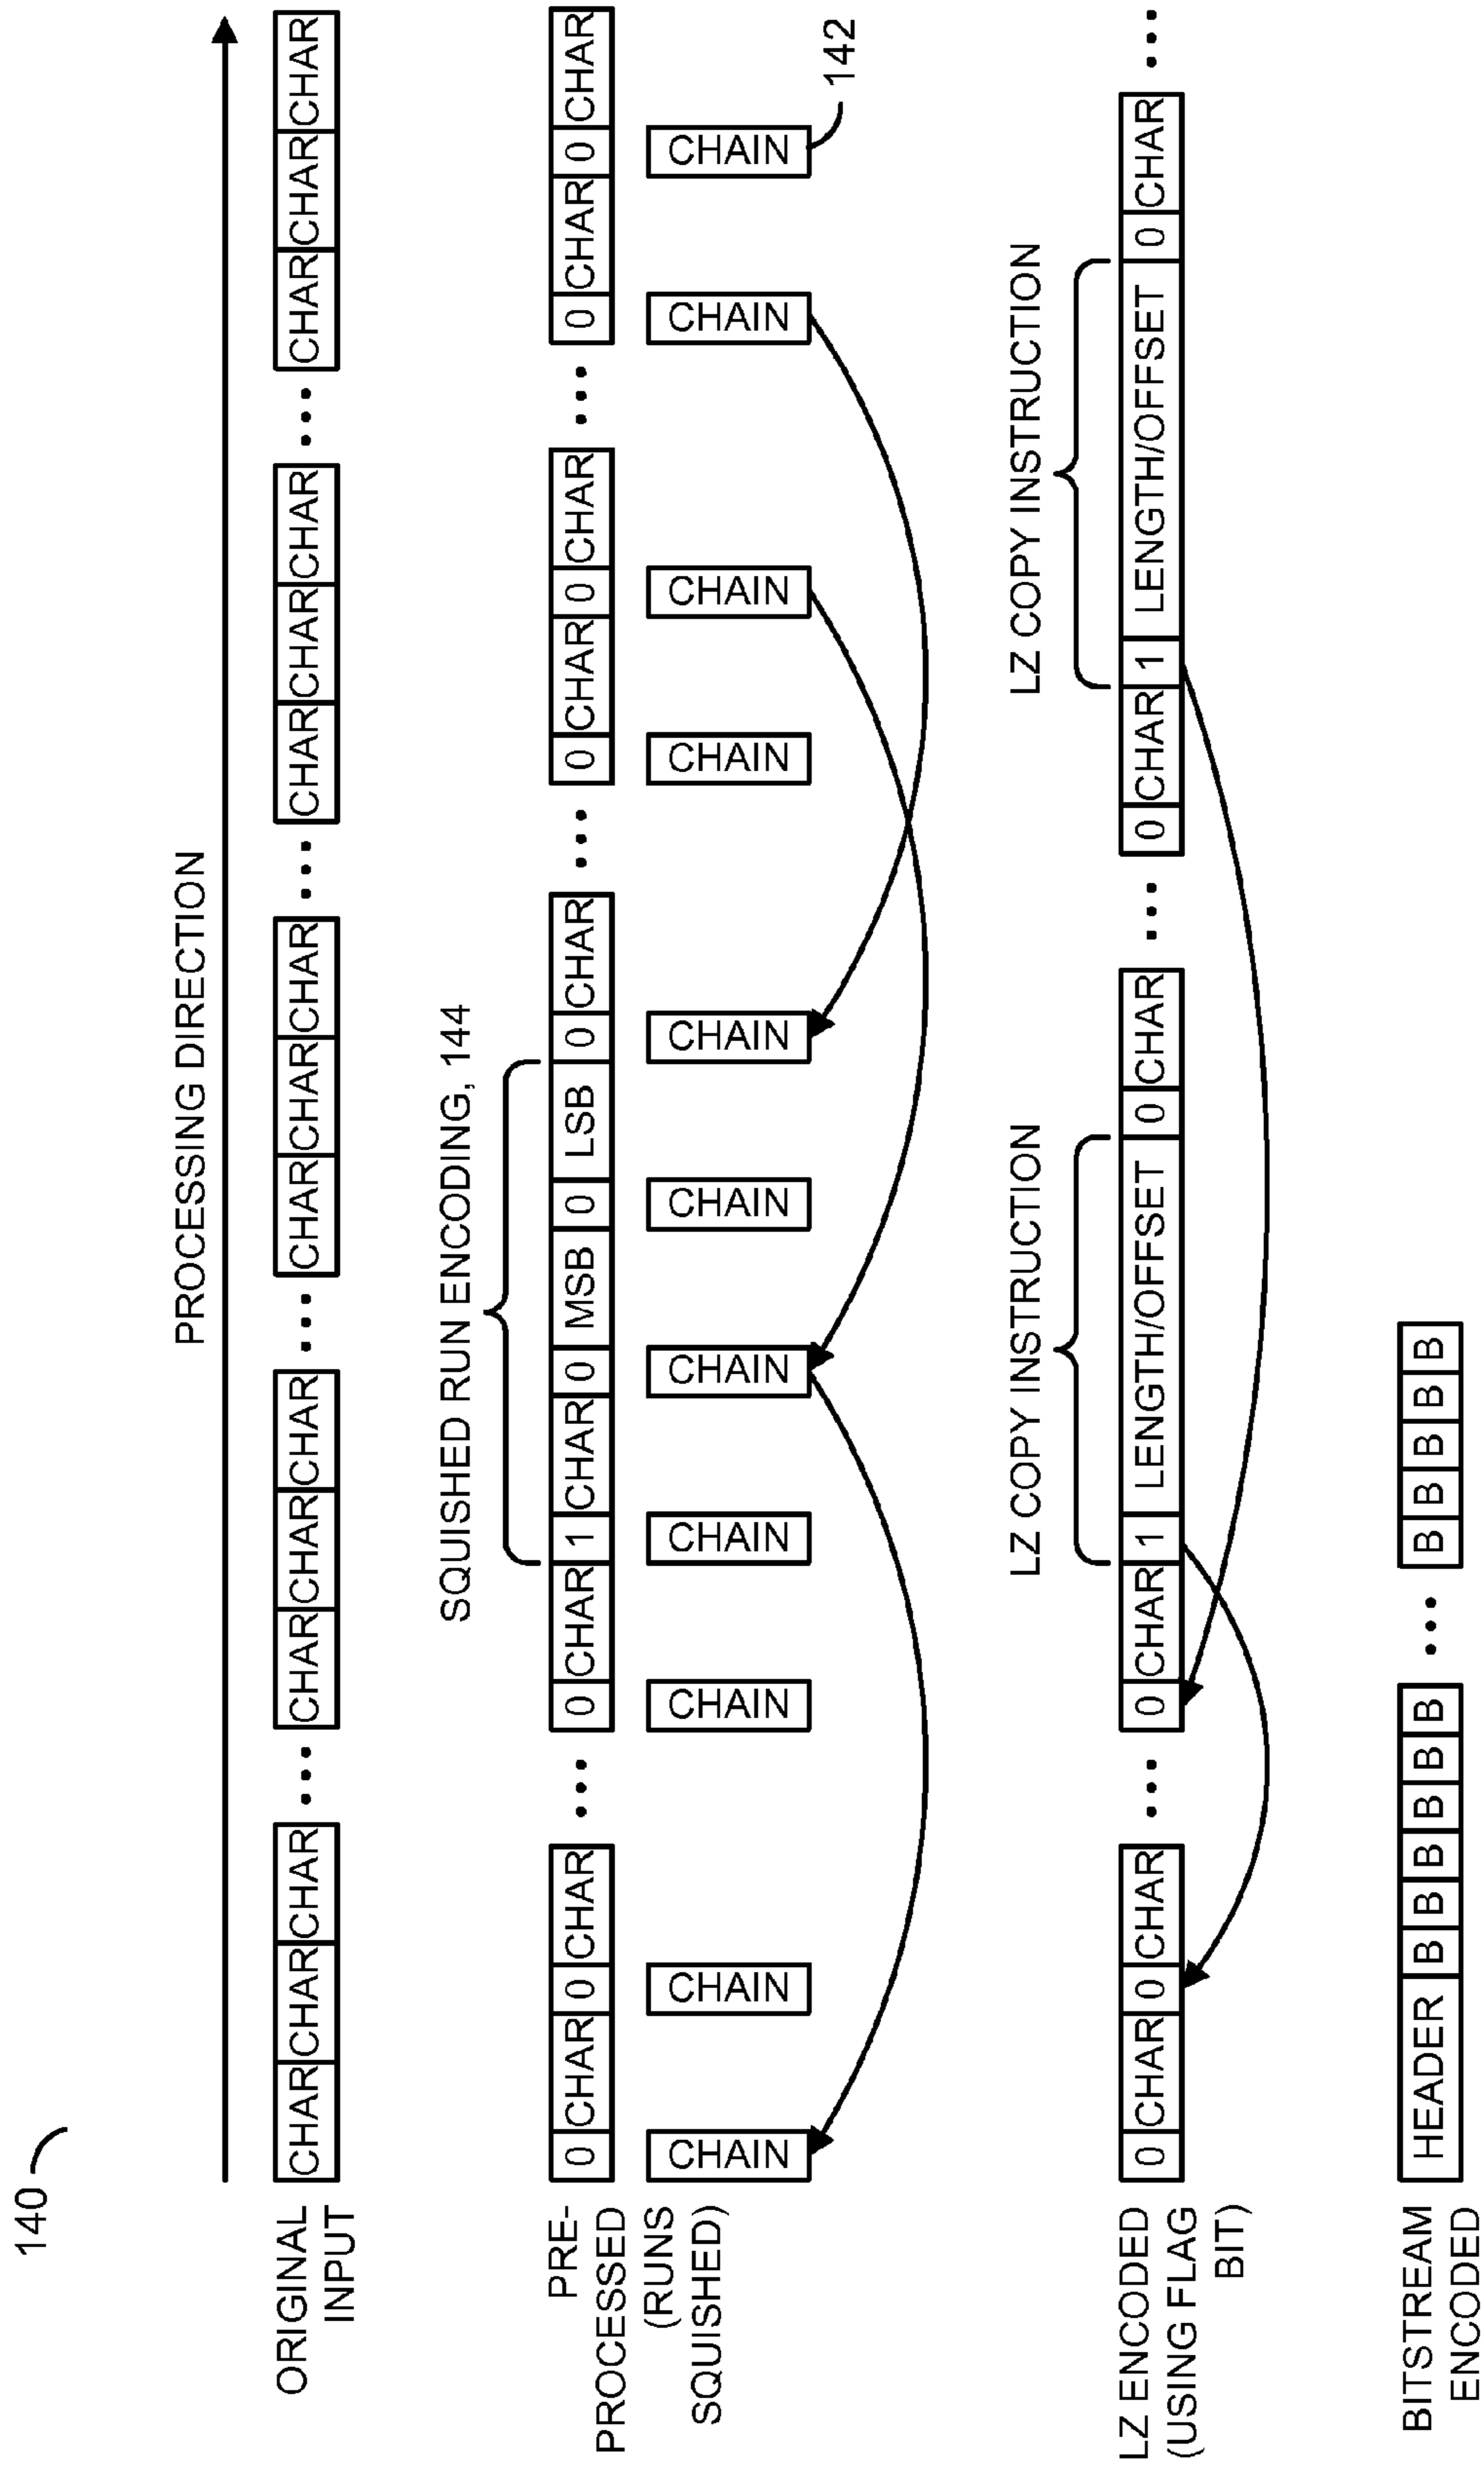 140
PROCESSING DIRECTION
ORIGINAL
INPUT
CHAR CHAR CHAR ... CHAR CHAR CHAR ... CHAR CHAR CHAR ... CHAR CHAR CHAR ... CHAR CHAR CHAR
SQUISHED RUN ENCODING, 144
PRE-
PROCESSED
(RUNS
SQUISHED)
0 CHAR 0 CHAR ... 0 CHAR 1 CHAR 0 MSB 0 LSB 0 CHAR ... 0 CHAR 0 CHAR ... 0 CHAR 0 CHAR
CHAIN CHAIN CHAIN CHAIN CHAIN CHAIN CHAIN CHAIN CHAIN CHAIN CHAIN
142
LZ COPY INSTRUCTION LZ COPY INSTRUCTION
LZ ENCODED
(USING FLAG
BIT)
0 CHAR 0 CHAR ... 0 CHAR 1 LENGTH/OFFSET 0 CHAR ... 0 CHAR 1 LENGTH/OFFSET 0 CHAR ...
BITSTREAM
ENCODED
HEADER B B B B B B ... B B B B B